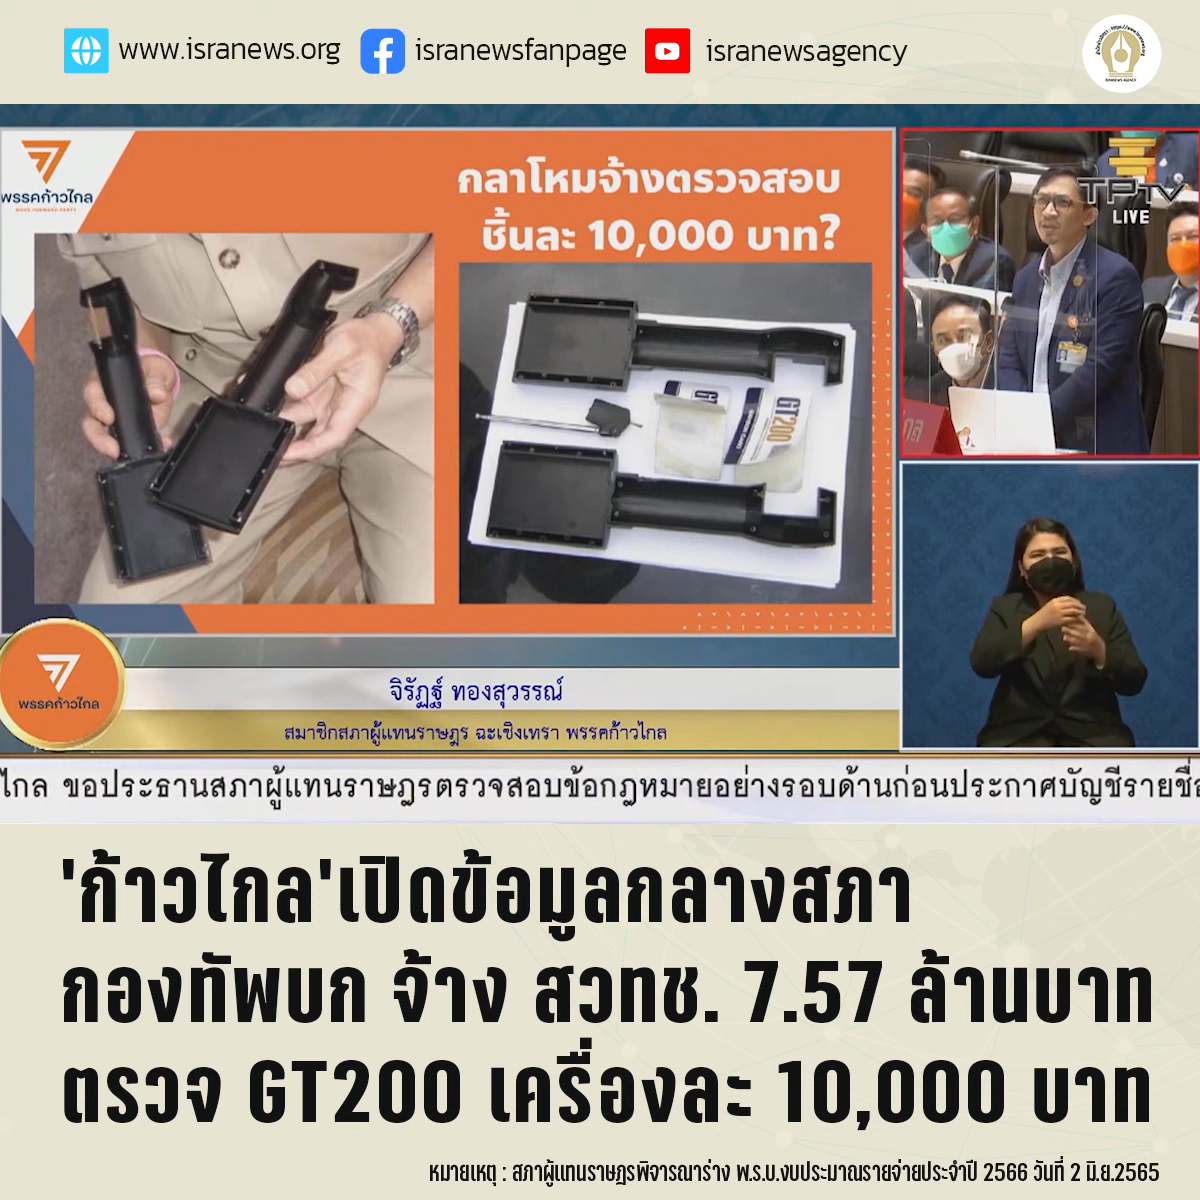 www.isranews.org
isranewsfanpage
isranewsagency
ISRANEWS AGENCY
พรรคก้าวไกล
MOVE FORWARD PARTY
กลาโหมจ้างตรวจสอบ
ชิ้นละ 10,000 บาท?
GT200
TPTV
LIVE
พรรคก้าวไกล
จิรัฏฐ์ ทองสุวรรณ์
สมาชิกสภาผู้แทนราษฎร ฉะเชิงเทรา พรรคก้าวไกล
ไกล ขอประธานสภาผู้แทนราษฎรตรวจสอบข้อกฎหมายอย่างรอบด้านก่อนประกาศบัญชีรายชื่อ
'ก้าวไกล'เปิดข้อมูลกลางสภา
กองทัพบก จ้าง สวทช. 7.57 ล้านบาท
ตรวจ GT200 เครื่องละ 10,000 บาท
หมายเหตุ : สภาผู้แทนราษฎรพิจารณาร่าง พ.ร.บ.งบประมาณรายจ่ายประจำปี 2566 วันที่ 2 มิ.ย.2565